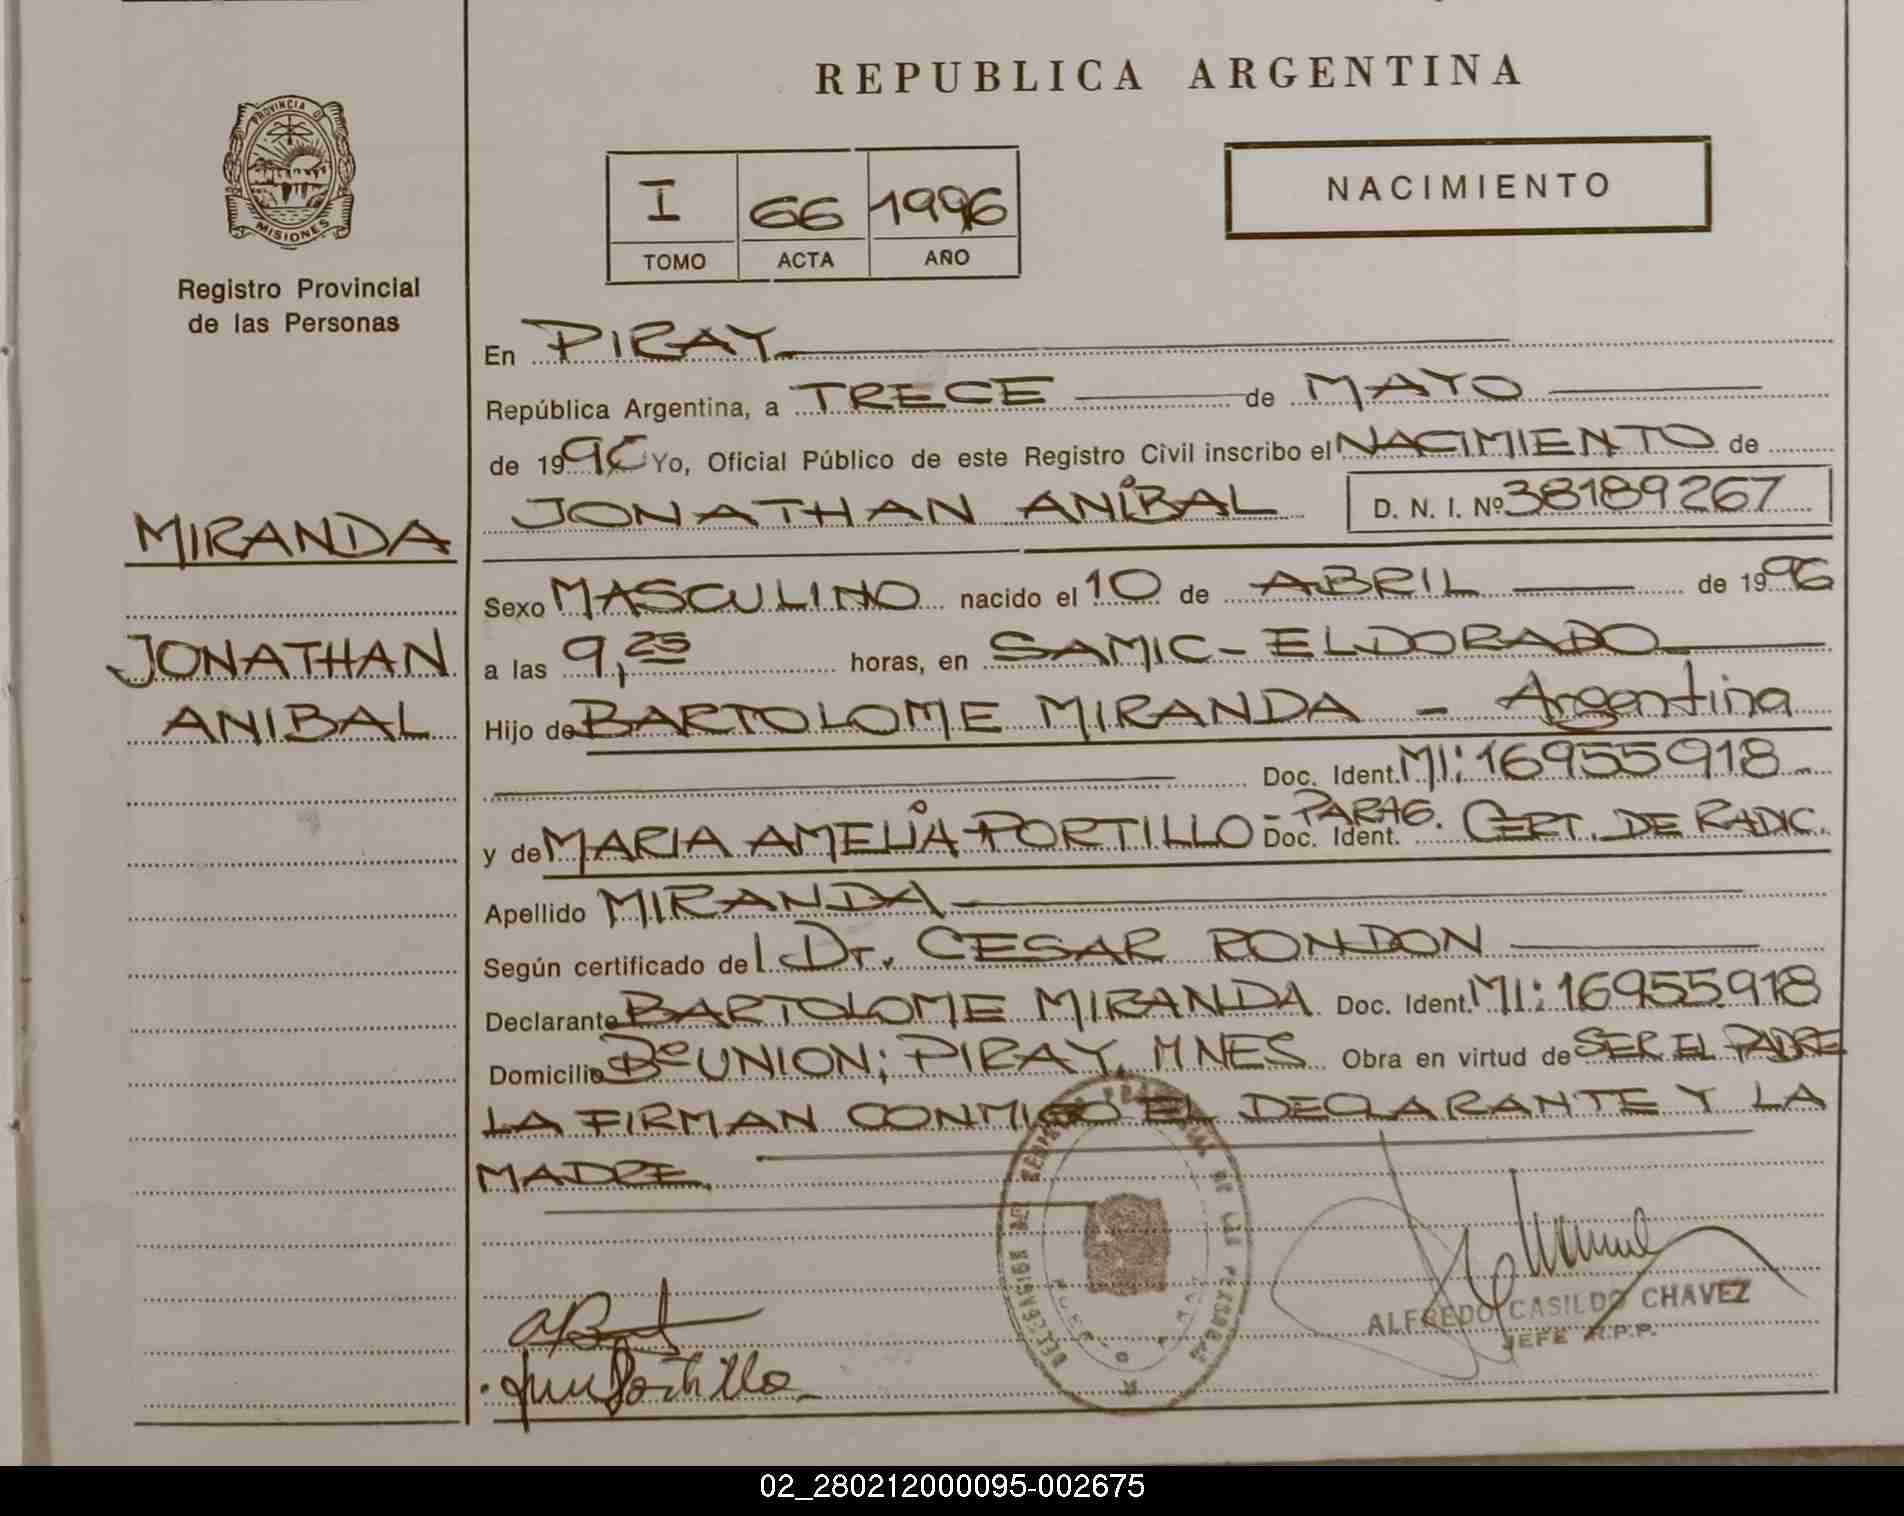 REPUBLICA ARGENTINA
PROVINCIA D
MISIONES
Registro Provincial
de las Personas
I 66 1996
TOMO ACTA AÑO
NACIMIENTO
En PIRAY
República Argentina, a TRECE de MAYO
de 1996 Yo, Oficial Público de este Registro Civil inscribo el NACIMIENTO de
JONATHAN ANIBAL D. N. I. Nº 38189267
MIRANDA
JONATHAN
ANIBAL
Sexo MASCULINO nacido el 10 de ABRIL de 1996
a las 9,25 horas, en SAMIC - ELDORADO
Hijo de BARTOLOME MIRANDA - Argentina
Doc. Ident. MI: 16955918
y de MARIA AMELIA PORTILLO - PARAG. Doc. Ident. CERT. DE RADIC.
Apellido MIRANDA
Según certificado del Dr. CESAR RONDON
Declarante BARTOLOME MIRANDA Doc. Ident. MI: 16955918
Domicilio Bº UNION; PIRAY, MNES Obra en virtud de SER EL PADRE
LA FIRMAN CONMIGO EL DECLARANTE Y LA
MADRE.
Portillo
ALFREDO CASILDO CHAVEZ
JEFE R.P.P.
02_280212000095-002675